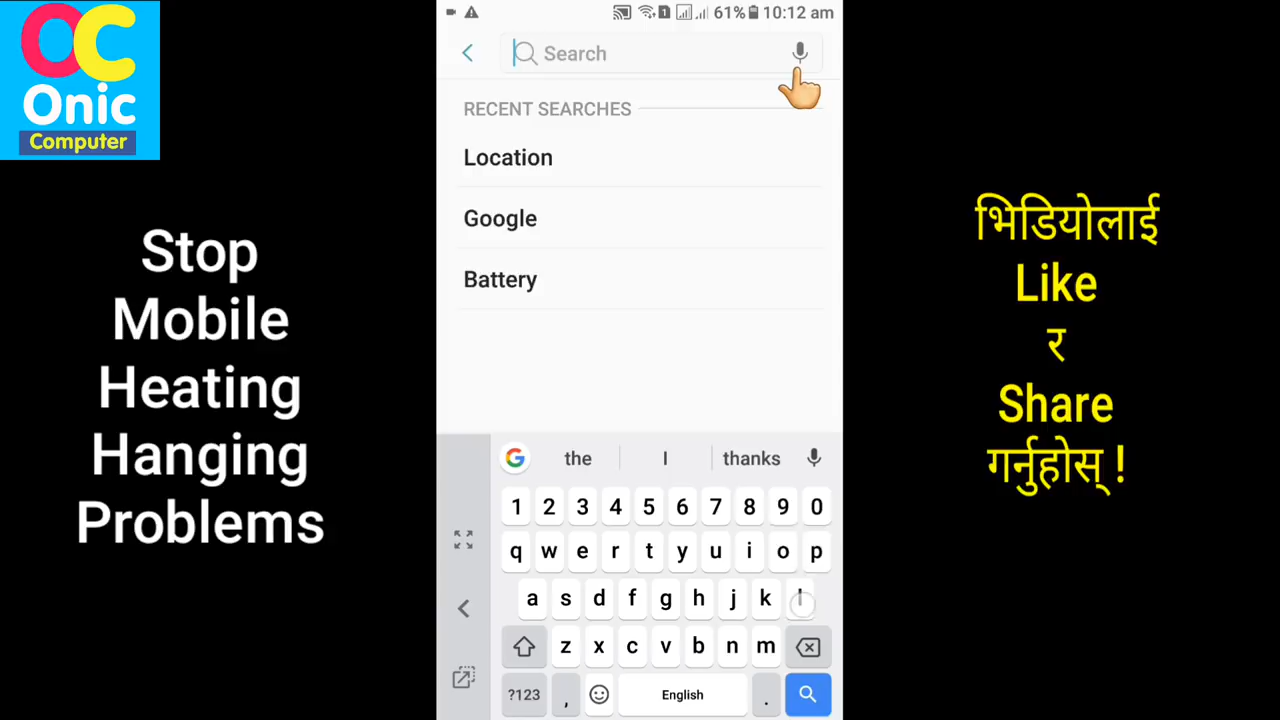 OC
Onic
Computer
Stop
Mobile
Heating
Hanging
Problems
1 61% 10:12 am
Search
RECENT SEARCHES
Location
Google
Battery
G the I thanks
1 2 3 4 5 6 7 8 9 0
q w e r t y u i o p
a s d f g h j k l
z x c v b n m
?123 , English .
भिडियोलाई
Like
र
Share
गर्नुहोस् !